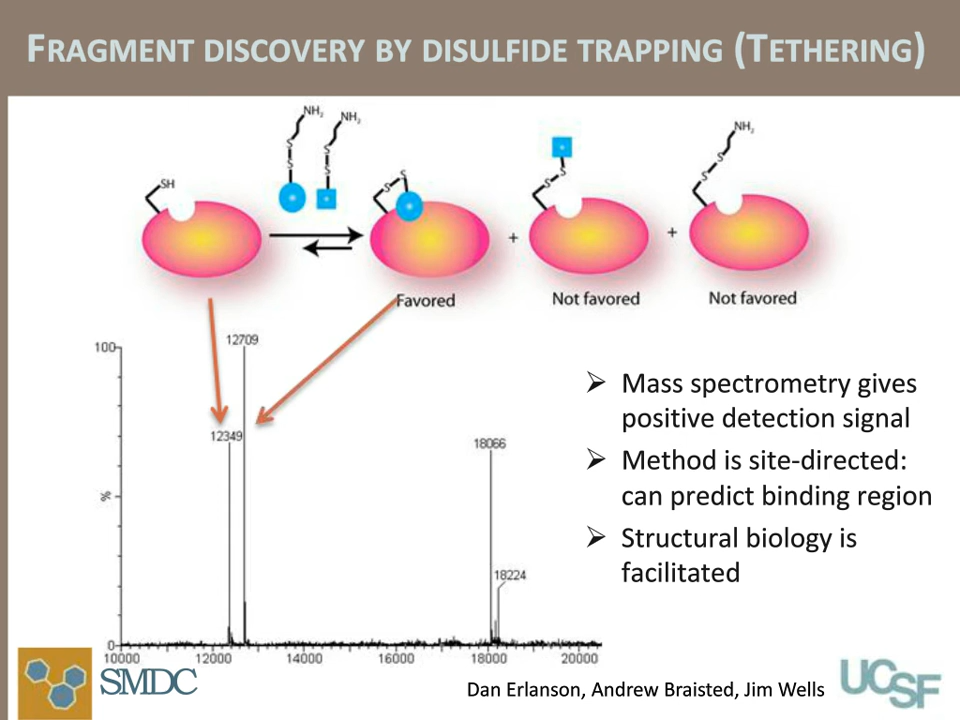 FRAGMENT DISCOVERY BY DISULFIDE TRAPPING (TETHERING)
NH2
NH2
NH2
S
S
S
S
SH
S
S
S
S
S
S
+
+
Favored
Not favored
Not favored
100
%
0
12709
12349
18066
18224
10000 12000 14000 16000 18000 20000
➢ Mass spectrometry gives
positive detection signal
➢ Method is site-directed:
can predict binding region
➢ Structural biology is
facilitated
SMDC
Dan Erlanson, Andrew Braisted, Jim Wells
UCSF